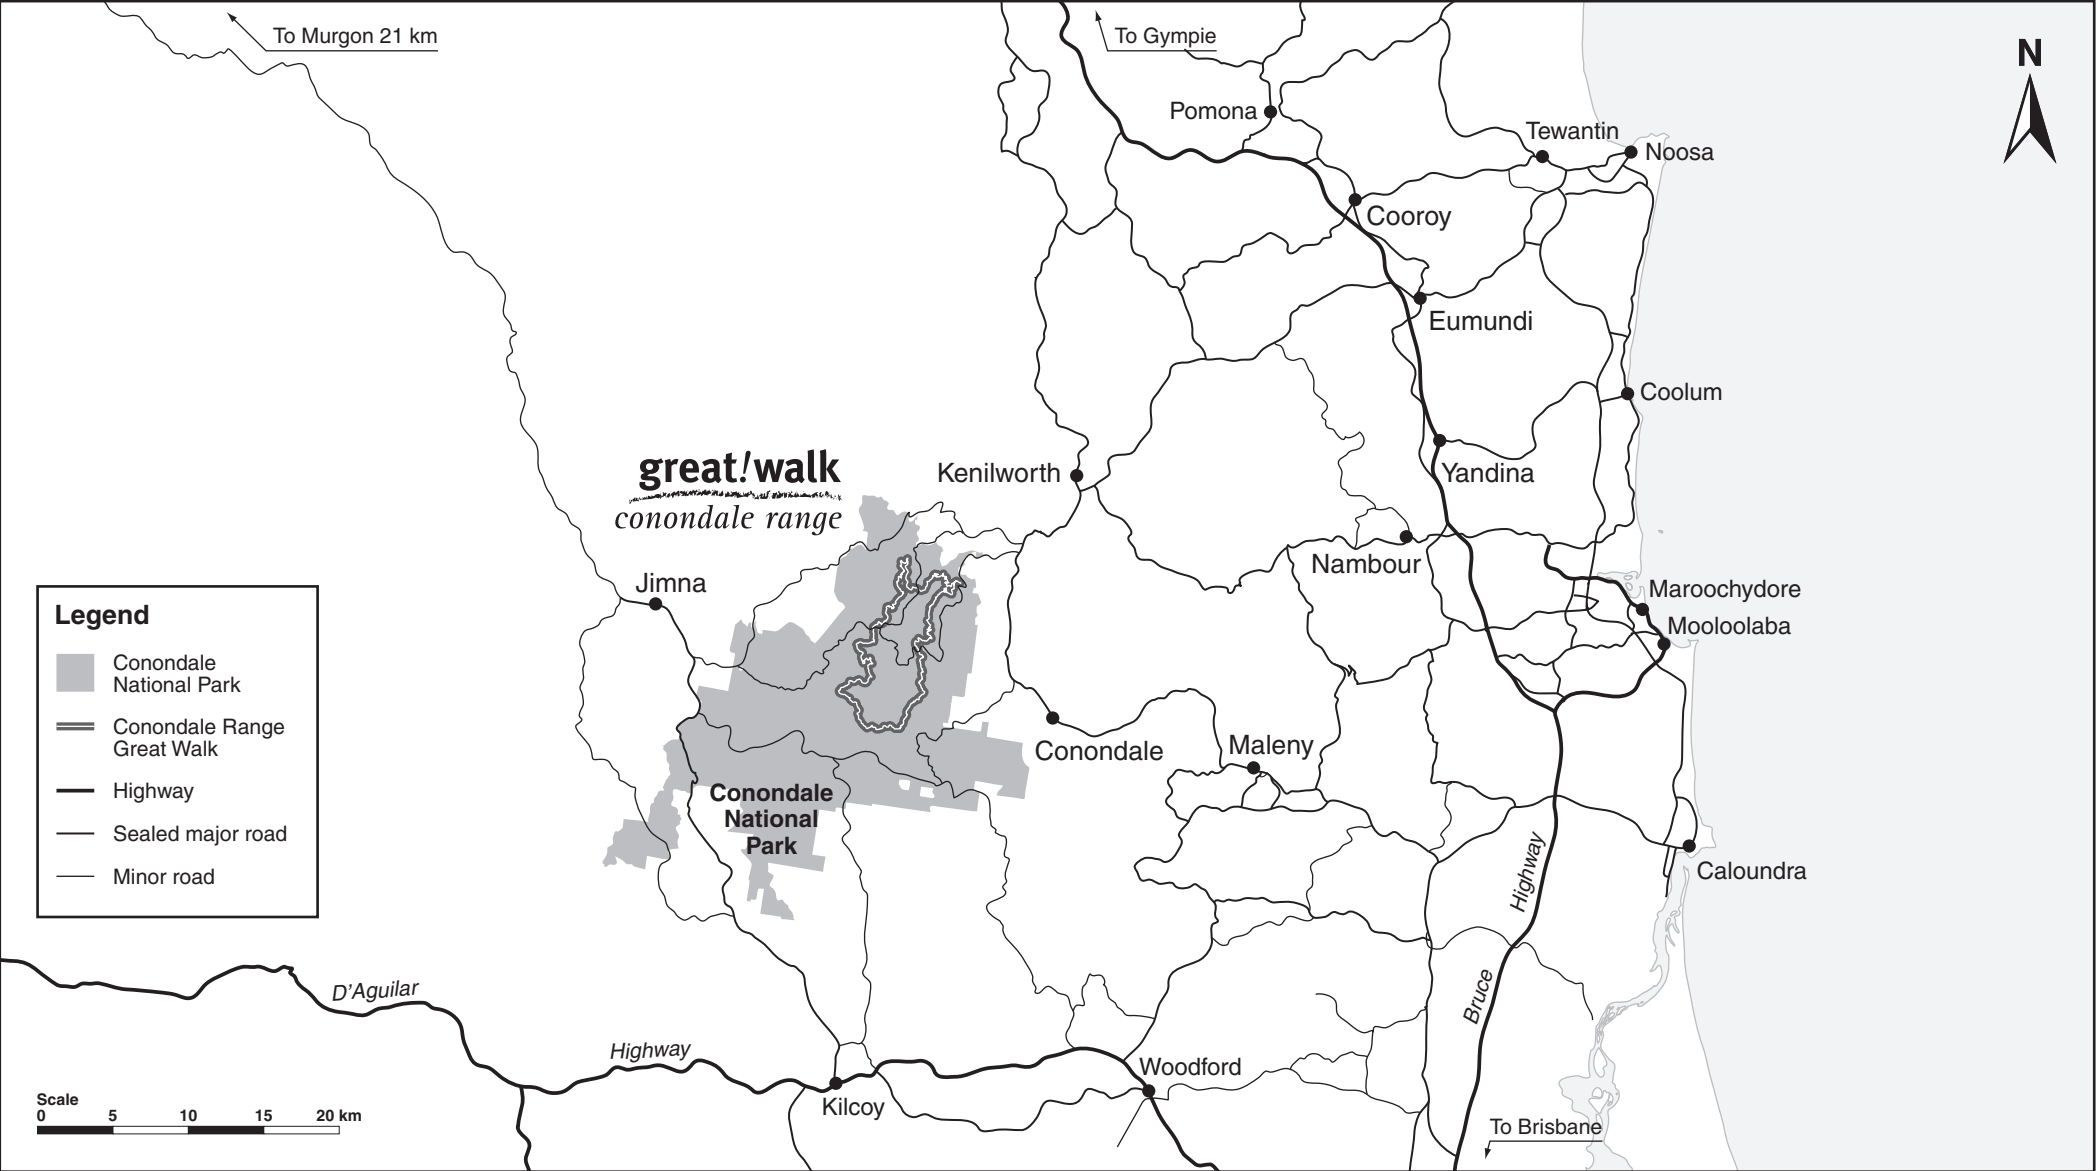 To Murgon 21 km
To Gympie
N
Pomona
Tewantin
Noosa
Cooroy
Eumundi
Coolum
great!walk
conondale range
Kenilworth
Yandina
Nambour
Jimna
Maroochydore
Mooloolaba
Legend
Conondale
National Park
Conondale Range
Great Walk
Highway
Sealed major road
Minor road
Conondale
Maleny
Conondale
National
Park
Caloundra
Bruce Highway
D'Aguilar Highway
Woodford
Kilcoy
To Brisbane
Scale
0 5 10 15 20 km